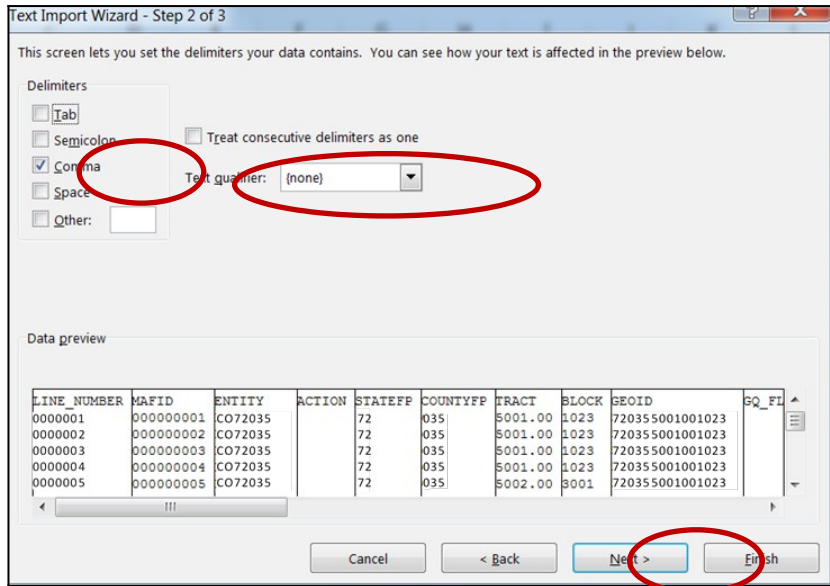 Text Import Wizard - Step 2 of 3
This screen lets you set the delimiters your data contains.  You can see how your text is affected in the preview below.
Delimiters
Tab
Semicolon
Treat consecutive delimiters as one
Comma
Text qualifier: {none}
Space
Other:
Data preview
LINE_NUMBER MAFID ENTITY ACTION STATEFP COUNTYFP TRACT BLOCK GEOID GQ_FL
0000001 000000001 CO72035 72 035 5001.00 1023 720355001001023
0000002 000000002 CO72035 72 035 5001.00 1023 720355001001023
0000003 000000003 CO72035 72 035 5001.00 1023 720355001001023
0000004 000000004 CO72035 72 035 5001.00 1023 720355001001023
0000005 000000005 CO72035 72 035 5002.00 3001 720355001001023
Cancel < Back Next > Finish